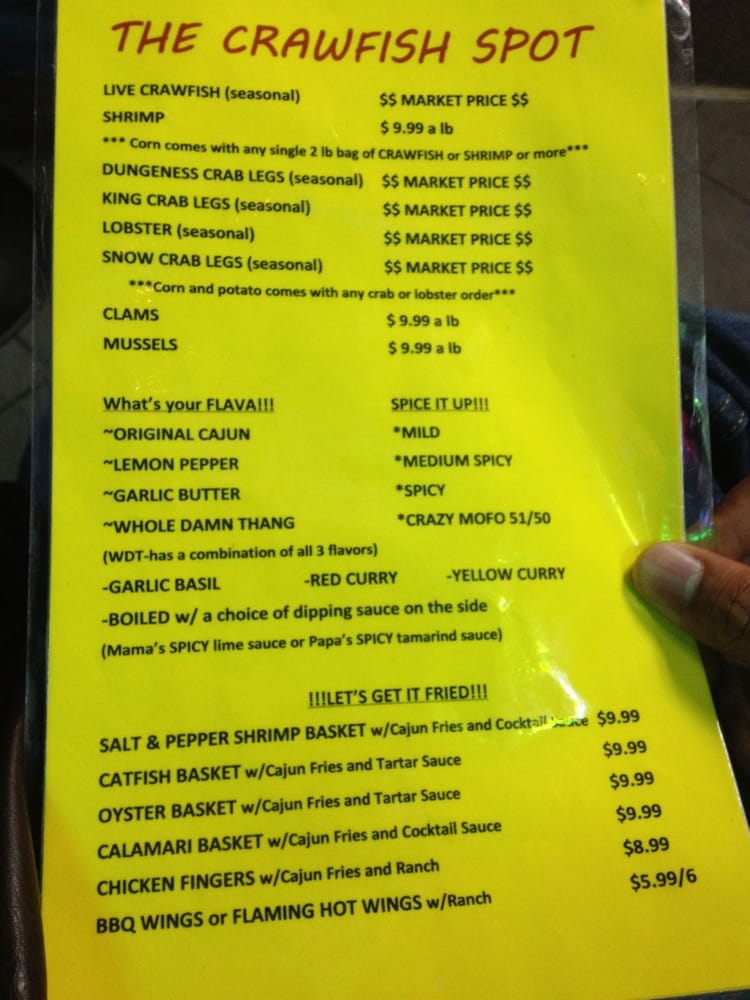 THE CRAWFISH SPOT
LIVE CRAWFISH (seasonal) $$ MARKET PRICE $$
SHRIMP $ 9.99 a lb
*** Corn comes with any single 2 lb bag of CRAWFISH or SHRIMP or more***
DUNGENESS CRAB LEGS (seasonal) $$ MARKET PRICE $$
KING CRAB LEGS (seasonal) $$ MARKET PRICE $$
LOBSTER (seasonal) $$ MARKET PRICE $$
SNOW CRAB LEGS (seasonal) $$ MARKET PRICE $$
***Corn and potato comes with any crab or lobster order***
CLAMS $ 9.99 a lb
MUSSELS $ 9.99 a lb
What's your FLAVA!!! SPICE IT UP!!!
~ORIGINAL CAJUN *MILD
~LEMON PEPPER *MEDIUM SPICY
~GARLIC BUTTER *SPICY
~WHOLE DAMN THANG *CRAZY MOFO 51/50
(WDT-has a combination of all 3 flavors)
-GARLIC BASIL -RED CURRY -YELLOW CURRY
-BOILED w/ a choice of dipping sauce on the side
(Mama's SPICY lime sauce or Papa's SPICY tamarind sauce)
!!!LET'S GET IT FRIED!!!
SALT & PEPPER SHRIMP BASKET w/Cajun Fries and Cocktail Sauce $9.99
CATFISH BASKET w/Cajun Fries and Tartar Sauce $9.99
OYSTER BASKET w/Cajun Fries and Tartar Sauce $9.99
CALAMARI BASKET w/Cajun Fries and Cocktail Sauce $9.99
CHICKEN FINGERS w/Cajun Fries and Ranch $8.99
BBQ WINGS or FLAMING HOT WINGS w/Ranch $5.99/6